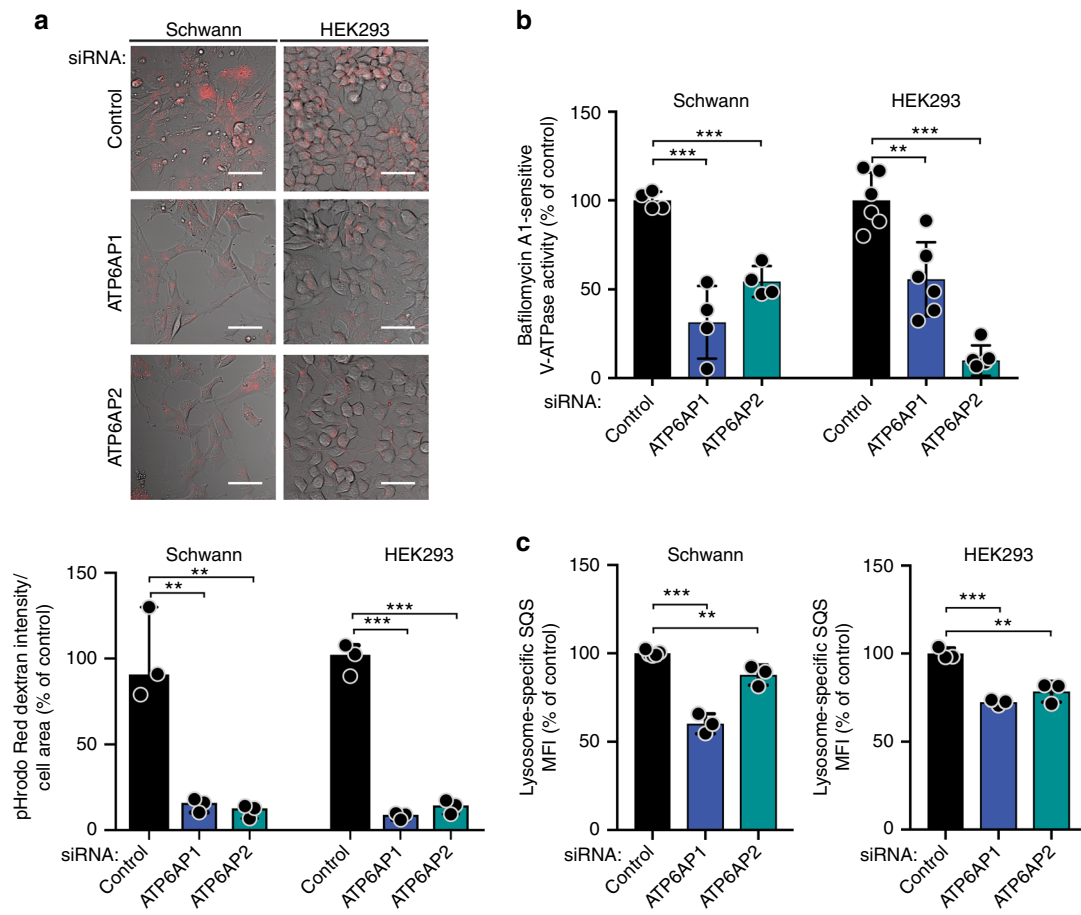 a
Schwann HEK293
siRNA:
Control
ATP6AP1
ATP6AP2
Schwann HEK293
pHrodo Red dextran intensity/
cell area (% of control)
150
100
50
0
**
**
***
***
siRNA:
Control
ATP6AP1
ATP6AP2
Control
ATP6AP1
ATP6AP2
b
Schwann HEK293
Bafilomycin A1-sensitive
V-ATPase activity (% of control)
150
100
50
0
***
***
***
**
siRNA:
Control
ATP6AP1
ATP6AP2
Control
ATP6AP1
ATP6AP2
c
Schwann
Lysosome-specific SQS
MFI (% of control)
150
100
50
0
***
**
siRNA:
Control
ATP6AP1
ATP6AP2
HEK293
Lysosome-specific SQS
MFI (% of control)
150
100
50
0
***
**
siRNA:
Control
ATP6AP1
ATP6AP2